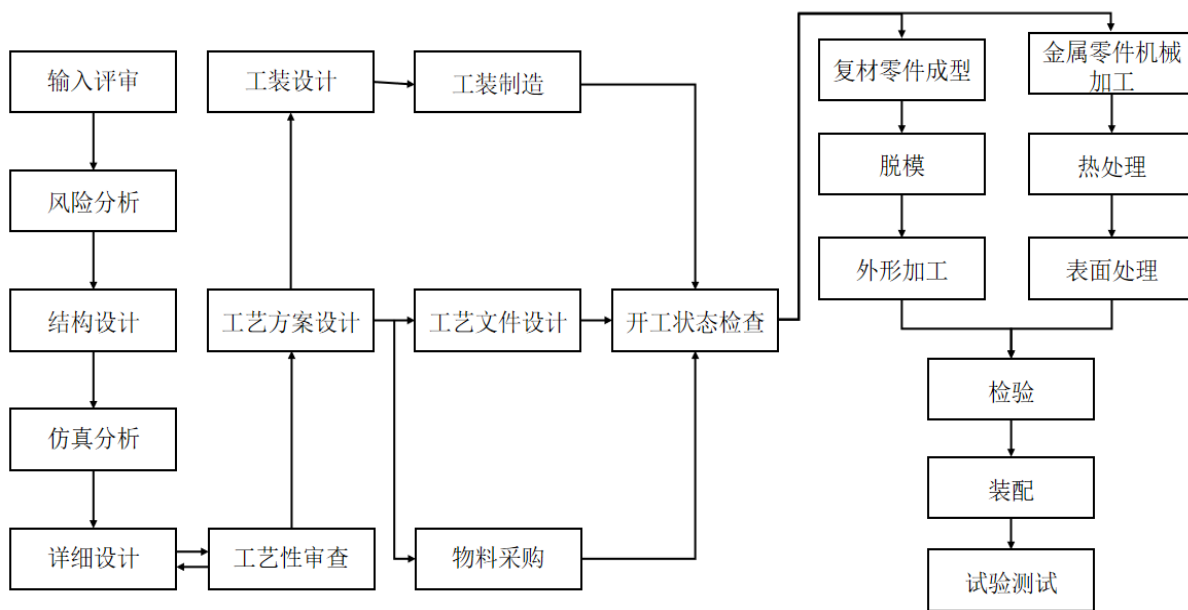 输入评审
风险分析
结构设计
仿真分析
详细设计
工装设计
工艺方案设计
工艺性审查
工装制造
工艺文件设计
物料采购
开工状态检查
复材零件成型
脱模
外形加工
金属零件机械
加工
热处理
表面处理
检验
装配
试验测试